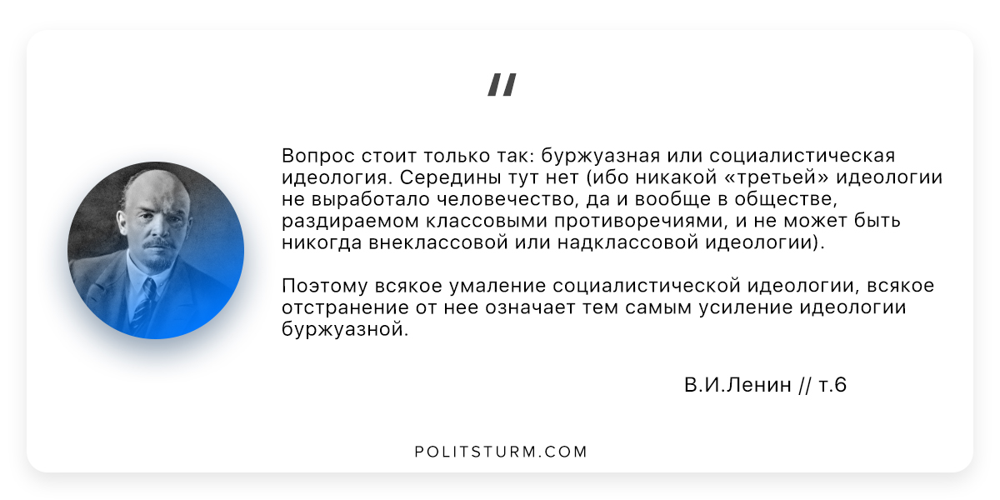 "
Вопрос стоит только так: буржуазная или социалистическая
идеология. Середины тут нет (ибо никакой «третьей» идеологии
не выработало человечество, да и вообще в обществе,
раздираемом классовыми противоречиями, и не может быть
никогда внеклассовой или надклассовой идеологии).
Поэтому всякое умаление социалистической идеологии, всякое
отстранение от нее означает тем самым усиление идеологии
буржуазной.
В.И.Ленин // т.6
POLITSTURM.COM